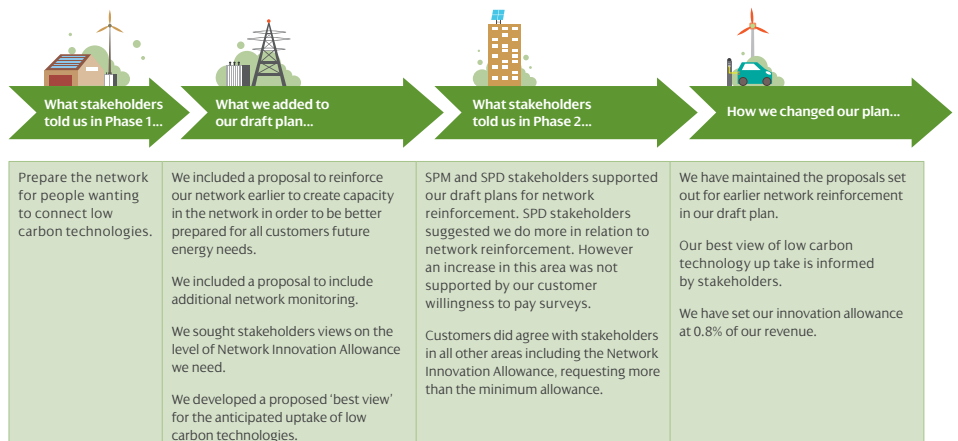 What stakeholders
told us in Phase 1...
What we added to
our draft plan...
What stakeholders
told us in Phase 2...
How we changed our plan...
Prepare the network
for people wanting
to connect low
carbon technologies.
We included a proposal to reinforce
our network earlier to create capacity
in the network in order to be better
prepared for all customers future
energy needs.
We included a proposal to include
additional network monitoring.
We sought stakeholders views on the
level of Network Innovation Allowance
we need.
We developed a proposed ‘best view’
for the anticipated uptake of low
carbon technologies.
SPM and SPD stakeholders supported
our draft plans for network
reinforcement. SPD stakeholders
suggested we do more in relation to
network reinforcement. However
an increase in this area was not
supported by our customer
willingness to pay surveys.
Customers did agree with stakeholders
in all other areas including the Network
Innovation Allowance, requesting more
than the minimum allowance.
We have maintained the proposals set
out for earlier network reinforcement
in our draft plan.
Our best view of low carbon
technology up take is informed
by stakeholders.
We have set our innovation allowance
at 0.8% of our revenue.